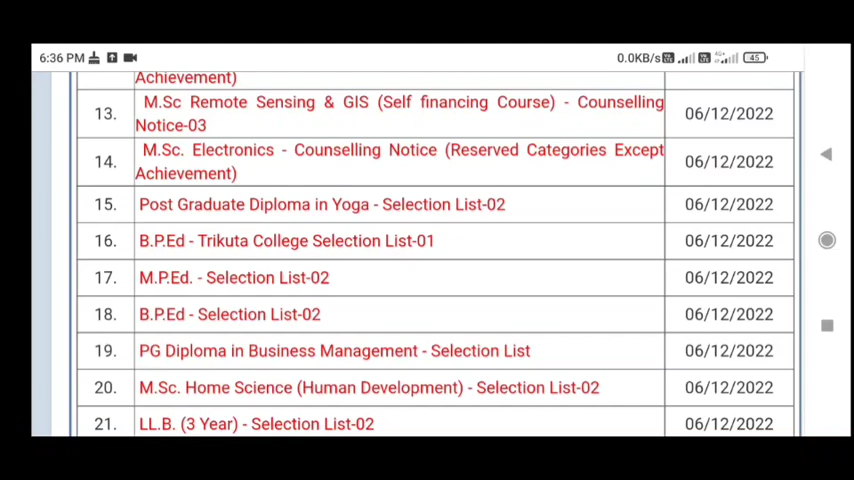 6:36 PM 0.0KB/s 4G+ 45
Achievement)
13. M.Sc Remote Sensing & GIS (Self financing Course) - Counselling 06/12/2022
Notice-03
14. M.Sc. Electronics - Counselling Notice (Reserved Categories Except 06/12/2022
Achievement)
15. Post Graduate Diploma in Yoga - Selection List-02 06/12/2022
16. B.P.Ed - Trikuta College Selection List-01 06/12/2022
17. M.P.Ed. - Selection List-02 06/12/2022
18. B.P.Ed - Selection List-02 06/12/2022
19. PG Diploma in Business Management - Selection List 06/12/2022
20. M.Sc. Home Science (Human Development) - Selection List-02 06/12/2022
21. LL.B. (3 Year) - Selection List-02 06/12/2022